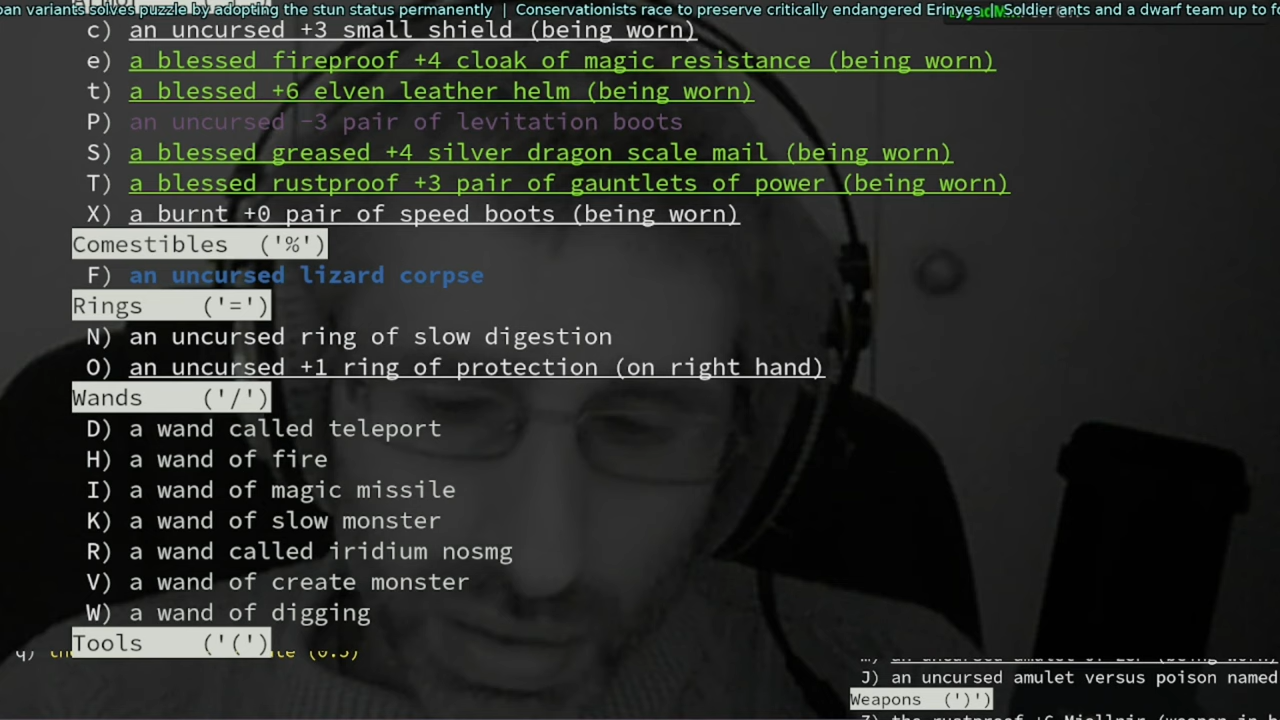 ban variants solves puzzle by adopting the stun status permanently | Conservationists race to preserve critically endangered Erinyes | Soldier ants and a dwarf team up to fo
c) an uncursed +3 small shield (being worn)
e) a blessed fireproof +4 cloak of magic resistance (being worn)
t) a blessed +6 elven leather helm (being worn)
P) an uncursed -3 pair of levitation boots
S) a blessed greased +4 silver dragon scale mail (being worn)
T) a blessed rustproof +3 pair of gauntlets of power (being worn)
X) a burnt +0 pair of speed boots (being worn)
Comestibles ('%')
F) an uncursed lizard corpse
Rings ('=')
N) an uncursed ring of slow digestion
O) an uncursed +1 ring of protection (on right hand)
Wands ('/')
D) a wand called teleport
H) a wand of fire
I) a wand of magic missile
K) a wand of slow monster
R) a wand called iridium nosmg
V) a wand of create monster
W) a wand of digging
Tools ('(')
J) an uncursed amulet versus poison named
Weapons (')')